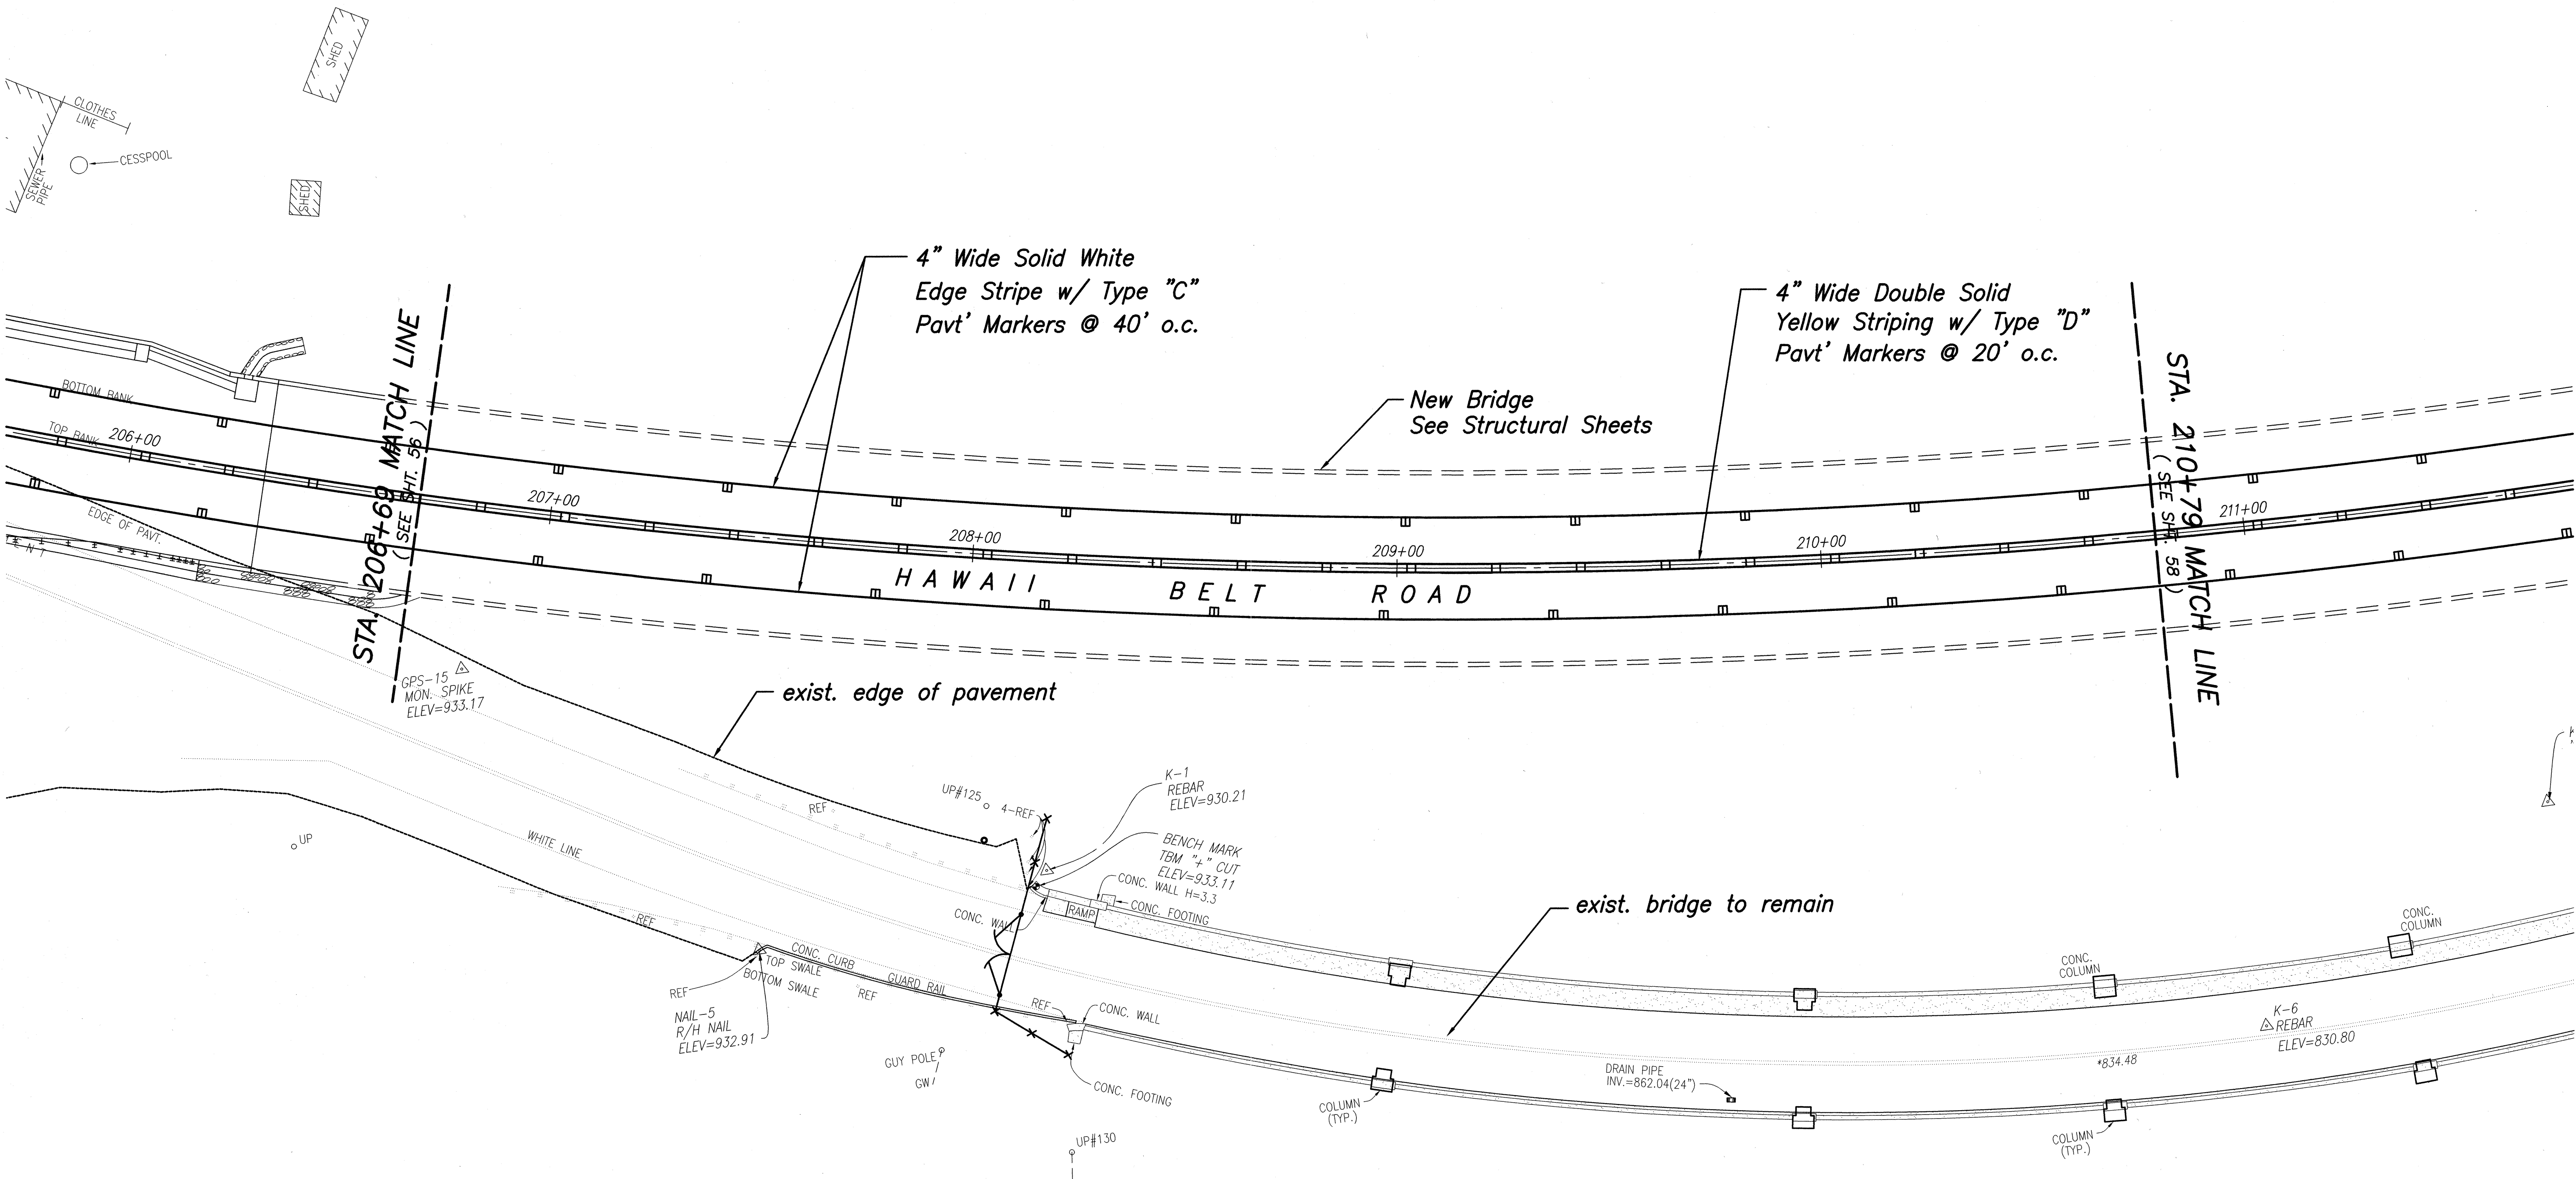 SHED
CLOTHES
LINE
CESSPOOL
SEWER
PIPE
SHED
4" Wide Solid White
Edge Stripe w/ Type "C"
Pavt' Markers @ 40' o.c.
4" Wide Double Solid
Yellow Striping w/ Type "D"
Pavt' Markers @ 20' o.c.
New Bridge
See Structural Sheets
STA. 206+69 MATCH LINE
( SEE SHT. 56 )
STA. 210+79 MATCH LINE
( SEE SHT. 58 )
BOTTOM BANK
TOP BANK
206+00
207+00
208+00
209+00
210+00
211+00
EDGE OF PAVT.
HAWAII BELT ROAD
GPS-15
MON. SPIKE
ELEV=933.17
exist. edge of pavement
K-1
REBAR
ELEV=930.21
UP#125
4-REF
REF
BENCH MARK
TBM "+" CUT
ELEV=933.11
CONC. WALL H=3.3
CONC. FOOTING
RAMP
CONC. WALL
UP
WHITE LINE
REF
exist. bridge to remain
CONC.
COLUMN
CONC.
COLUMN
CONC. CURB
TOP SWALE
BOTTOM SWALE
GUARD RAIL
REF
REF
REF
CONC. WALL
NAIL-5
R/H NAIL
ELEV=932.91
GUY POLE
GW
CONC. FOOTING
K-6
REBAR
ELEV=830.80
*834.48
DRAIN PIPE
INV.=862.04(24")
COLUMN
(TYP.)
COLUMN
(TYP.)
UP#130